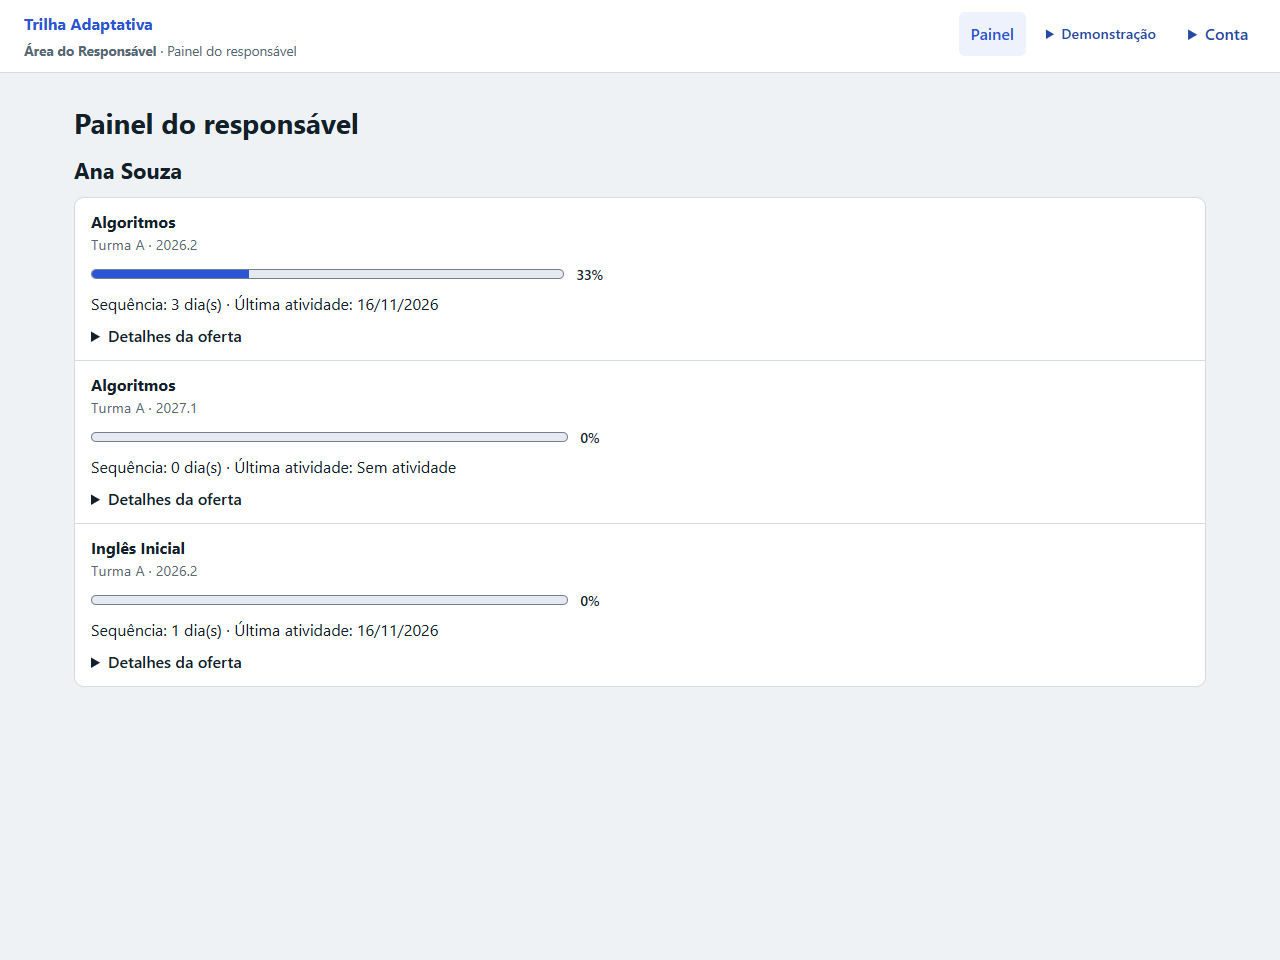 Trilha Adaptativa
Área do Responsável · Painel do responsável
Painel
Demonstração
Conta
Painel do responsável
Ana Souza
Algoritmos
Turma A · 2026.2
33%
Sequência: 3 dia(s) · Última atividade: 16/11/2026
Detalhes da oferta
Algoritmos
Turma A · 2027.1
0%
Sequência: 0 dia(s) · Última atividade: Sem atividade
Detalhes da oferta
Inglês Inicial
Turma A · 2026.2
0%
Sequência: 1 dia(s) · Última atividade: 16/11/2026
Detalhes da oferta